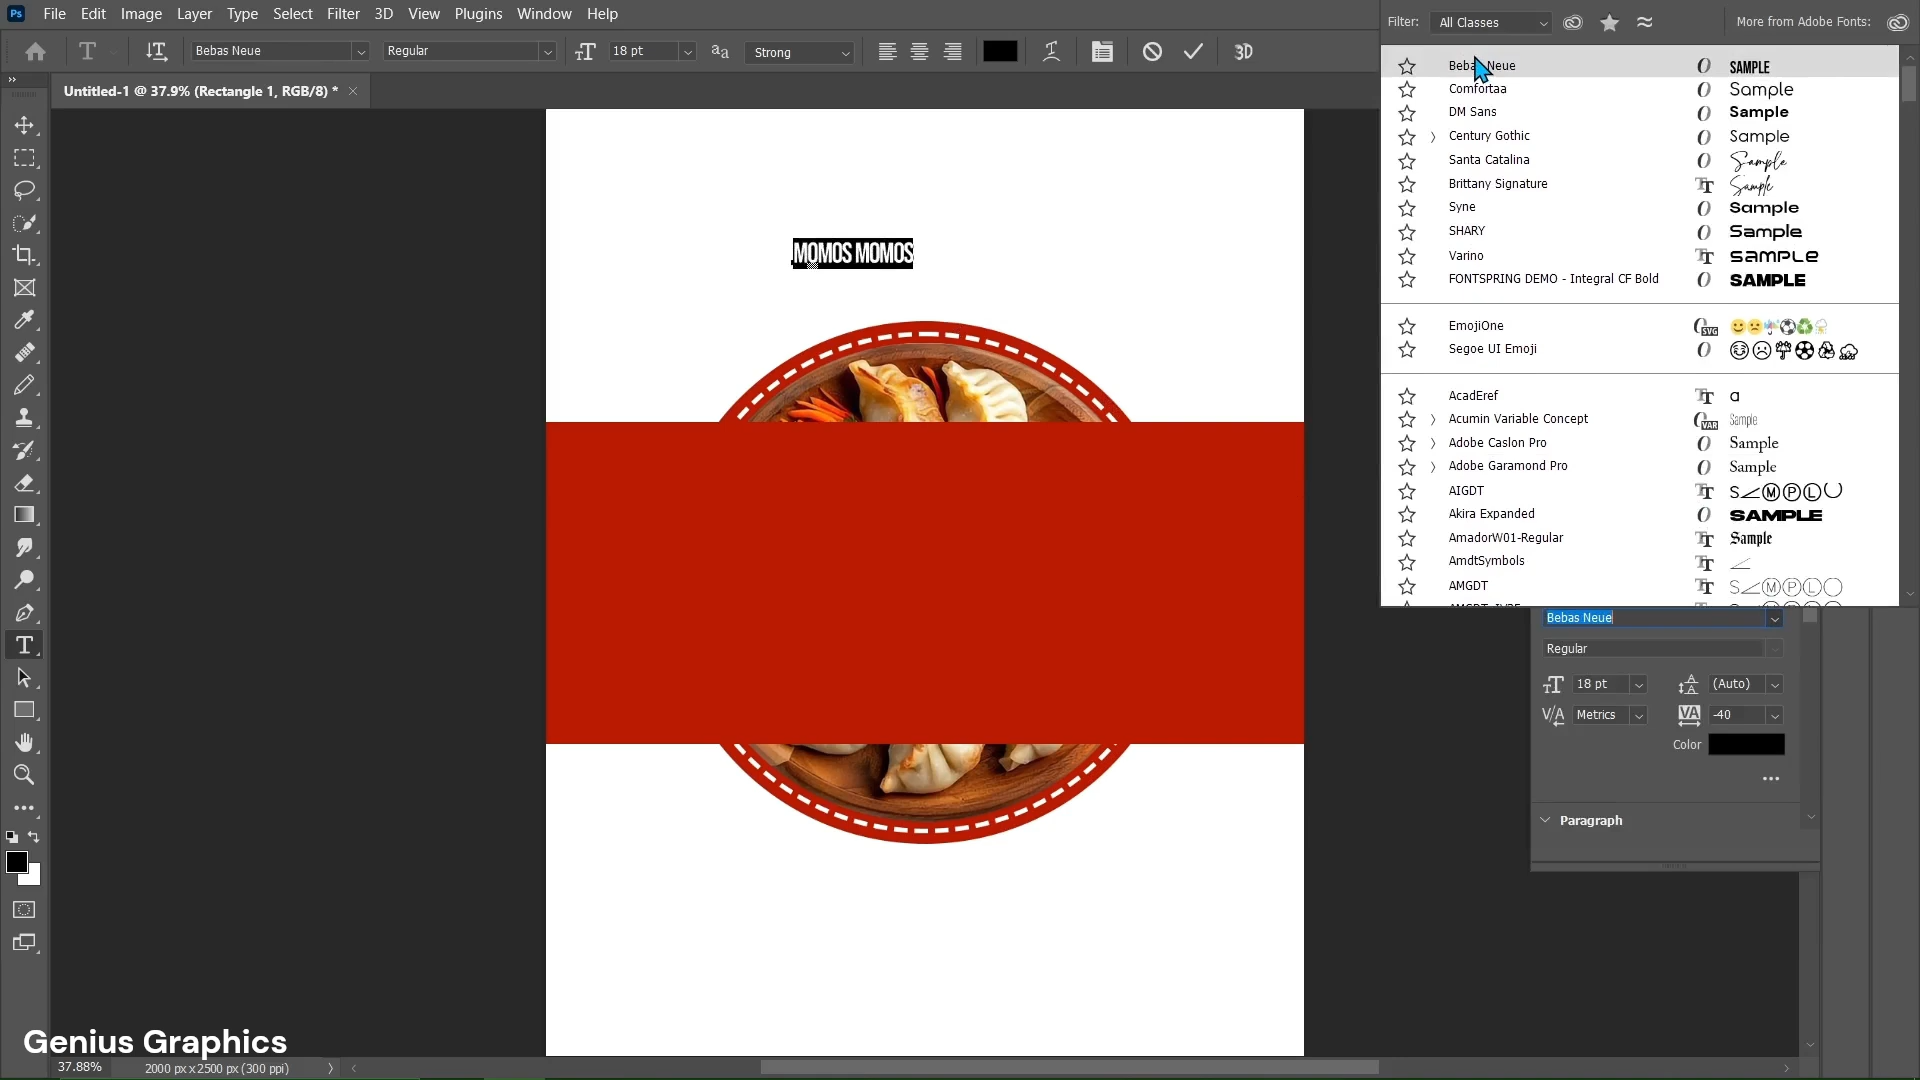 Ps File Edit Image Layer Type Select Filter 3D View Plugins Window Help
Bebas Neue Regular 18 pt Strong 3D
Untitled-1 @ 37.9% (Rectangle 1, RGB/8) *
MOMOS MOMOS
Filter: All Classes More from Adobe Fonts:
Bebas Neue SAMPLE
Comfortaa Sample
DM Sans Sample
Century Gothic Sample
Santa Catalina Sample
Brittany Signature Sample
Syne Sample
SHARY Sample
Varino SAMPLE
FONTSPRING DEMO - Integral CF Bold SAMPLE
EmojiOne
Segoe UI Emoji
AcadEref a
Acumin Variable Concept Sample
Adobe Caslon Pro Sample
Adobe Garamond Pro Sample
AIGDT
Akira Expanded SAMPLE
AmadorW01-Regular Sample
AmdtSymbols
AMGDT
Bebas Neue
Regular
18 pt (Auto)
Metrics -40
Color
Paragraph
Genius Graphics
37.88% 2000 px x 2500 px (300 ppi)